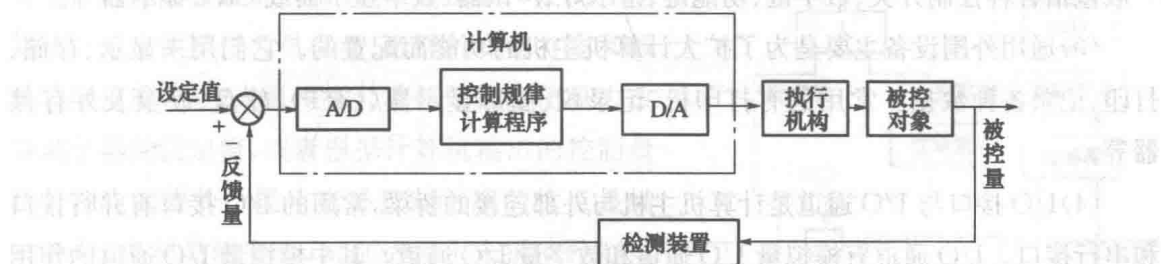 计算机
设定值
+
A/D
控制规律
计算程序
D/A
执行
机构
被控
对象
被控量
反馈量
检测装置